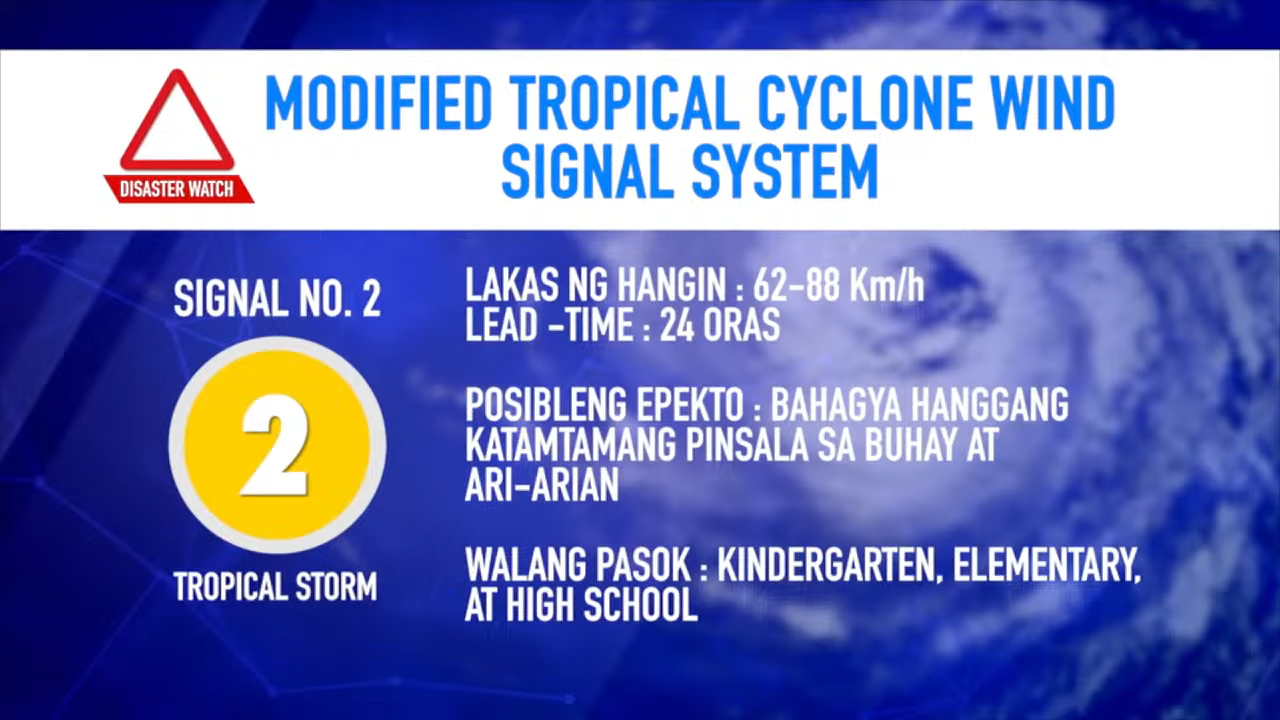 MODIFIED TROPICAL CYCLONE WIND
SIGNAL SYSTEM
DISASTER WATCH
SIGNAL NO. 2
2
TROPICAL STORM
LAKAS NG HANGIN : 62-88 Km/h
LEAD -TIME : 24 ORAS
POSIBLENG EPEKTO : BAHAGYA HANGGANG
KATAMTAMANG PINSALA SA BUHAY AT
ARI-ARIAN
WALANG PASOK : KINDERGARTEN, ELEMENTARY,
AT HIGH SCHOOL